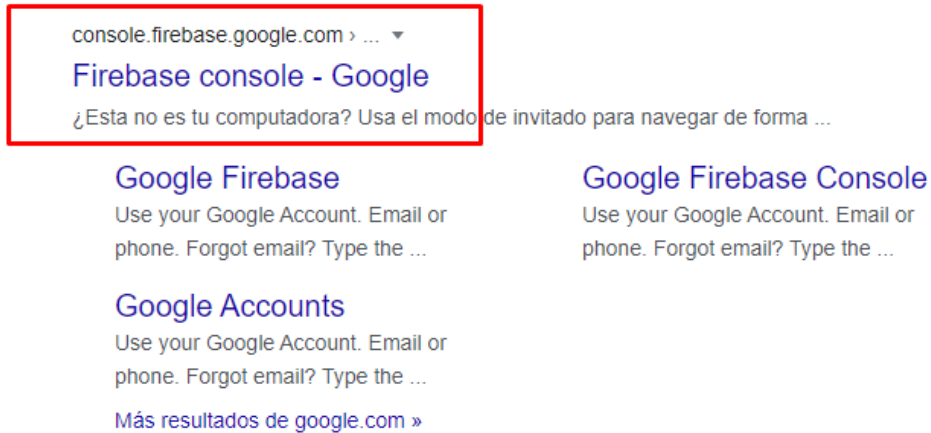 console.firebase.google.com › ...
Firebase console - Google
¿Esta no es tu computadora? Usa el modo de invitado para navegar de forma ...
Google Firebase
Use your Google Account. Email or
phone. Forgot email? Type the ...
Google Firebase Console
Use your Google Account. Email or
phone. Forgot email? Type the ...
Google Accounts
Use your Google Account. Email or
phone. Forgot email? Type the ...
Más resultados de google.com »